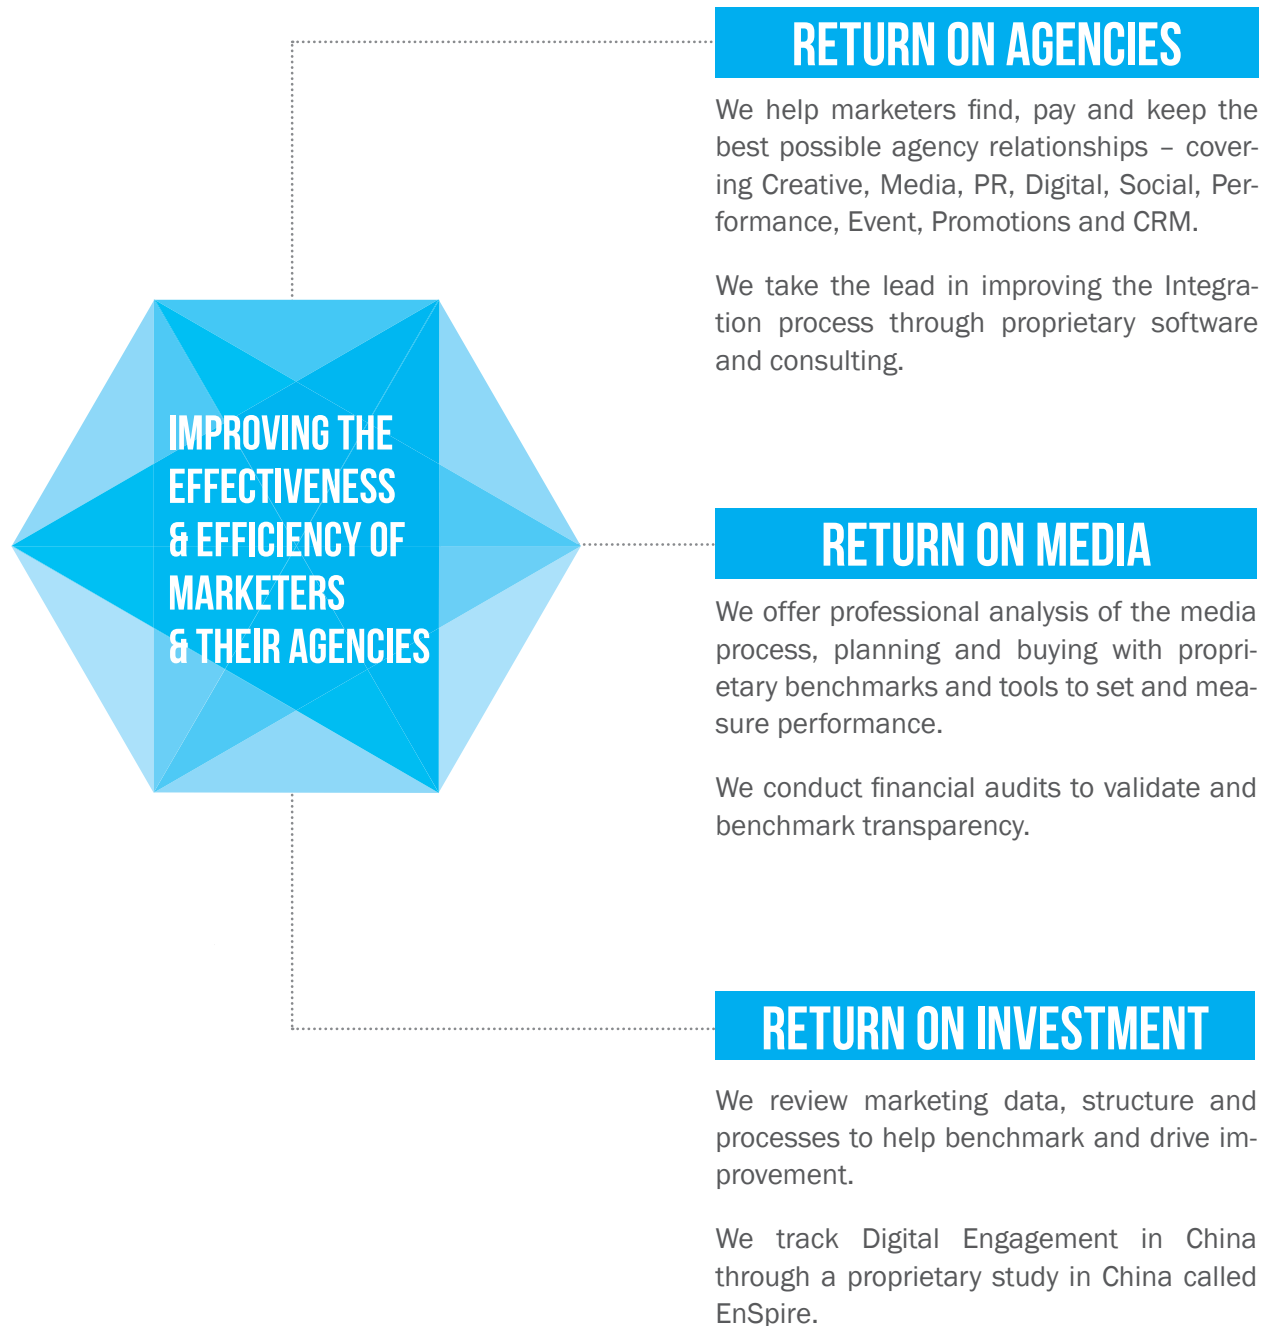 RETURN ON AGENCIES
We help marketers find, pay and keep the
best possible agency relationships – cover-
ing Creative, Media, PR, Digital, Social, Per-
formance, Event, Promotions and CRM.
We take the lead in improving the Integra-
tion process through proprietary software
and consulting.
IMPROVING THE
EFFECTIVENESS
& EFFICIENCY OF
MARKETERS
& THEIR AGENCIES
RETURN ON MEDIA
We offer professional analysis of the media
process, planning and buying with propri-
etary benchmarks and tools to set and mea-
sure performance.
We conduct financial audits to validate and
benchmark transparency.
RETURN ON INVESTMENT
We review marketing data, structure and
processes to help benchmark and drive im-
provement.
We track Digital Engagement in China
through a proprietary study in China called
EnSpire.